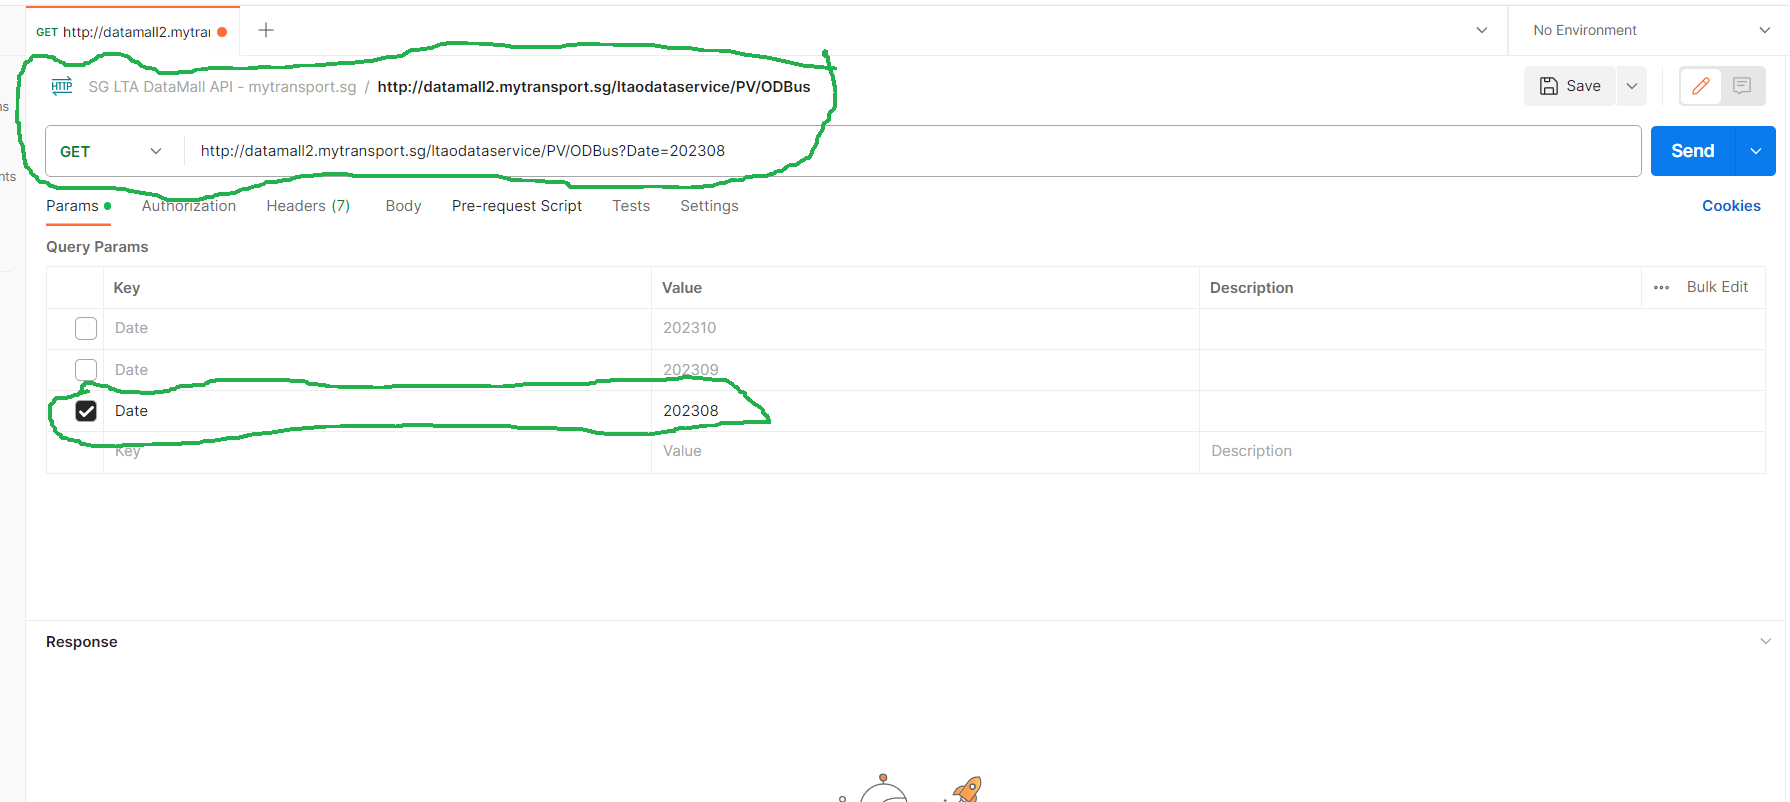 GET http://datamall2.mytra
No Environment
HTTP SG LTA DataMall API - mytransport.sg / http://datamall2.mytransport.sg/ltaodataservice/PV/ODBus
Save
GET http://datamall2.mytransport.sg/ltaodataservice/PV/ODBus?Date=202308
Send
Params Authorization Headers (7) Body Pre-request Script Tests Settings Cookies
Query Params
Key Value Description ••• Bulk Edit
Date 202310
Date 202309
Date 202308
Key Value Description
Response